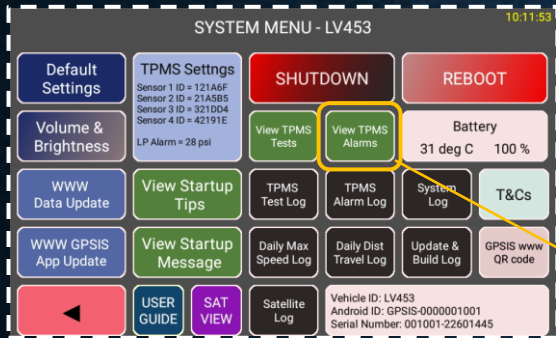 SYSTEM MENU - LV453
10:11:53
Default
Settings
TPMS Settngs
Sensor 1 ID = 121A6F
Sensor 2 ID = 21A5B5
Sensor 3 ID = 321DD4
Sensor 4 ID = 42191E
LP Alarm = 28 psi
SHUTDOWN
REBOOT
Volume &
Brightness
View TPMS
Tests
View TPMS
Alarms
Battery
31 deg C 100 %
WWW
Data Update
View Startup
Tips
TPMS
Test Log
TPMS
Alarm Log
System
Log
T&Cs
WWW GPSIS
App Update
View Startup
Message
Daily Max
Speed Log
Daily Dist
Travel Log
Update &
Build Log
GPSIS www
QR code
USER
GUIDE
SAT
VIEW
Satellite
Log
Vehicle ID: LV453
Android ID: GPSIS-0000001001
Serial Number: 001001-22601445